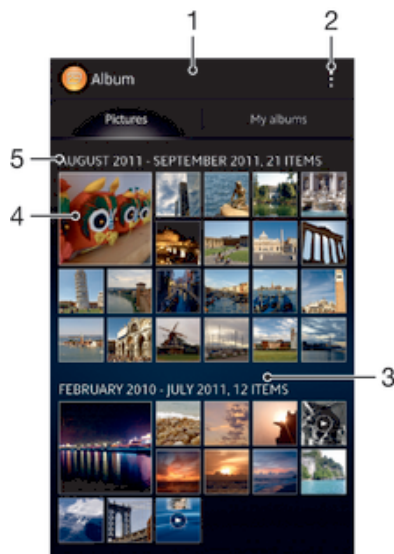 1
2
Album
Pictures
My albums
5
AUGUST 2011 - SEPTEMBER 2011, 21 ITEMS
4
3
FEBRUARY 2010 - JULY 2011, 12 ITEMS